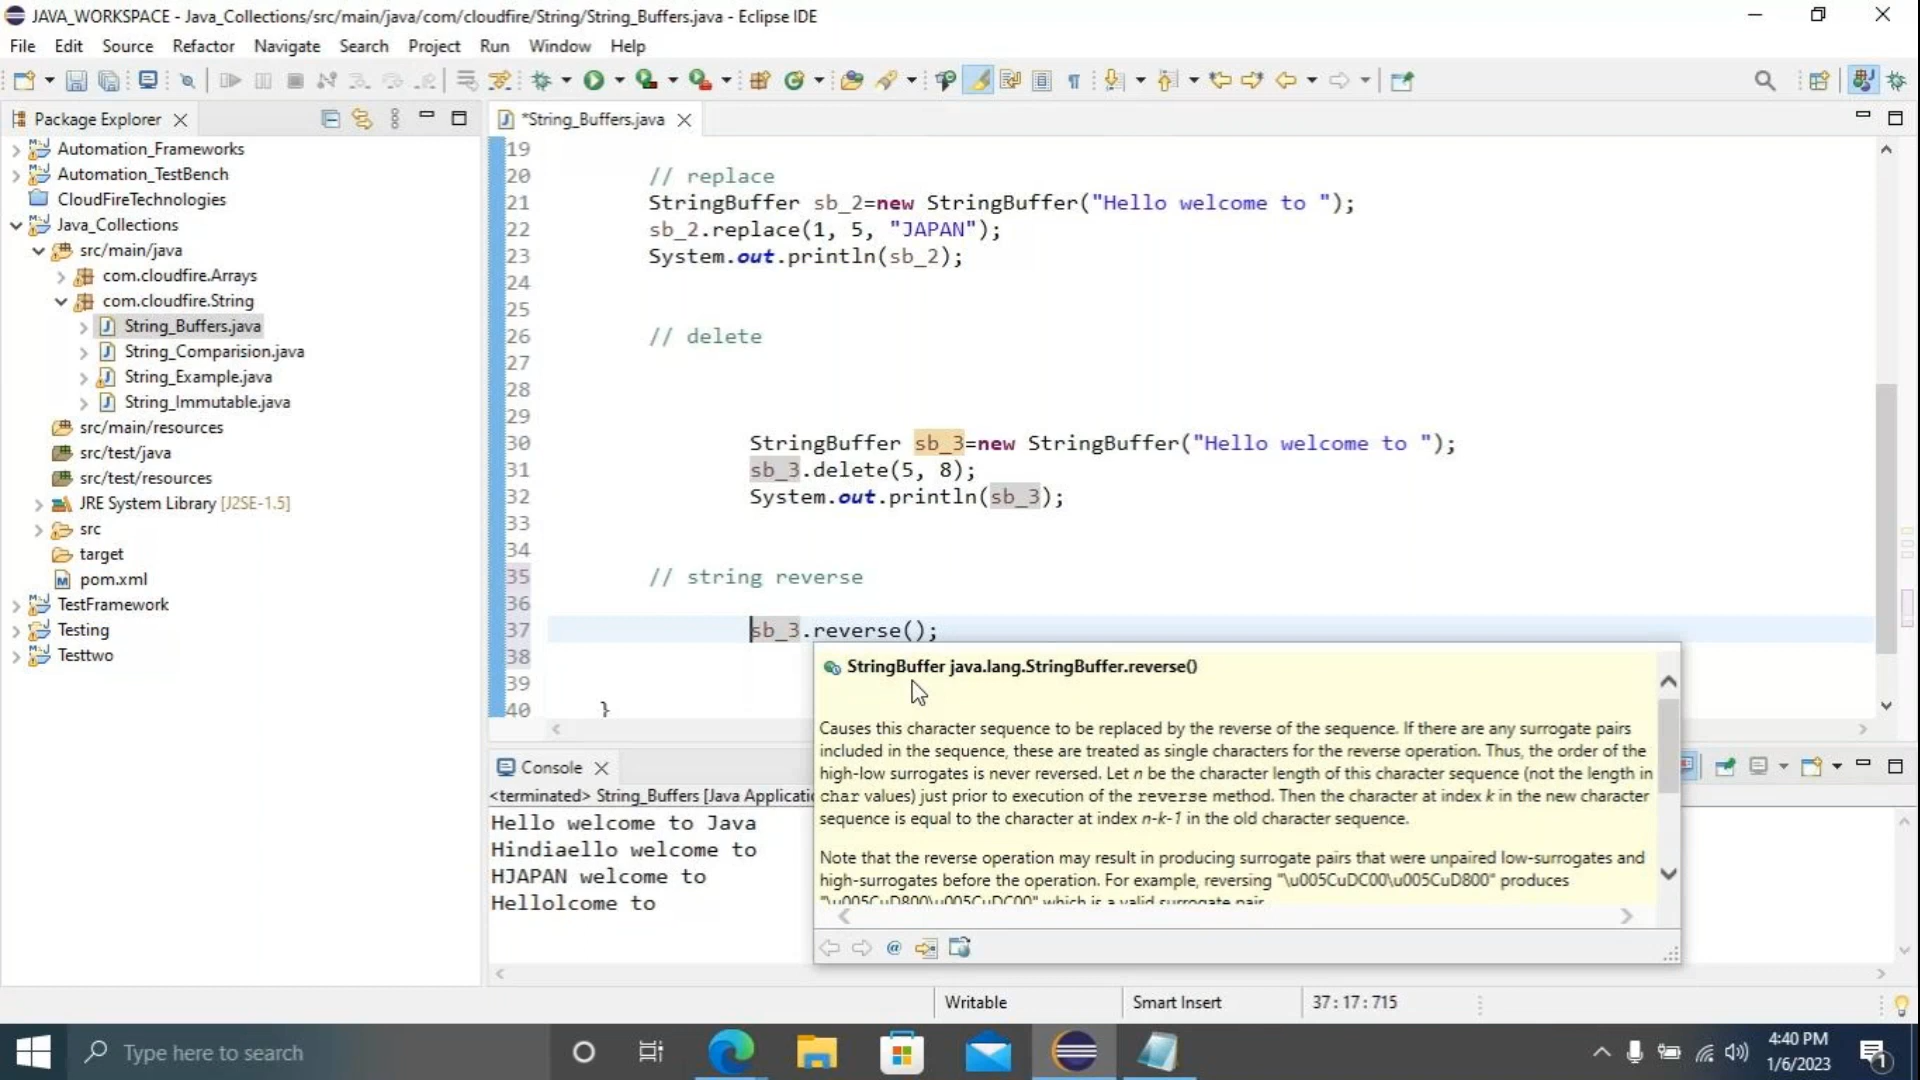 JAVA_WORKSPACE - Java_Collections/src/main/java/com/cloudfire/String/String_Buffers.java - Eclipse IDE
File Edit Source Refactor Navigate Search Project Run Window Help
Package Explorer
Automation_Frameworks
Automation_TestBench
CloudFireTechnologies
Java_Collections
src/main/java
com.cloudfire.Arrays
com.cloudfire.String
String_Buffers.java
String_Comparision.java
String_Example.java
String_Immutable.java
src/main/resources
src/test/java
src/test/resources
JRE System Library [J2SE-1.5]
src
target
pom.xml
TestFramework
Testing
Testtwo
*String_Buffers.java
19
20 // replace
21 StringBuffer sb_2=new StringBuffer("Hello welcome to ");
22 sb_2.replace(1, 5, "JAPAN");
23 System.out.println(sb_2);
24
25
26 // delete
27
28
29
30 StringBuffer sb_3=new StringBuffer("Hello welcome to ");
31 sb_3.delete(5, 8);
32 System.out.println(sb_3);
33
34
35 // string reverse
36
37 sb_3.reverse();
38
39
40 }
StringBuffer java.lang.StringBuffer.reverse()
Causes this character sequence to be replaced by the reverse of the sequence. If there are any surrogate pairs
included in the sequence, these are treated as single characters for the reverse operation. Thus, the order of the
high-low surrogates is never reversed. Let n be the character length of this character sequence (not the length in
char values) just prior to execution of the reverse method. Then the character at index k in the new character
sequence is equal to the character at index n-k-1 in the old character sequence.
Note that the reverse operation may result in producing surrogate pairs that were unpaired low-surrogates and
high-surrogates before the operation. For example, reversing "\u005CuDC00\u005CuD800" produces
"\u005CuD800\u005CuDC00" which is a valid surrogate pair.
Console
<terminated> String_Buffers [Java Applicati
Hello welcome to Java
Hindiaello welcome to
HJAPAN welcome to
Hellolcome to
Writable Smart Insert 37:17:715
Type here to search
4:40 PM
1/6/2023
1